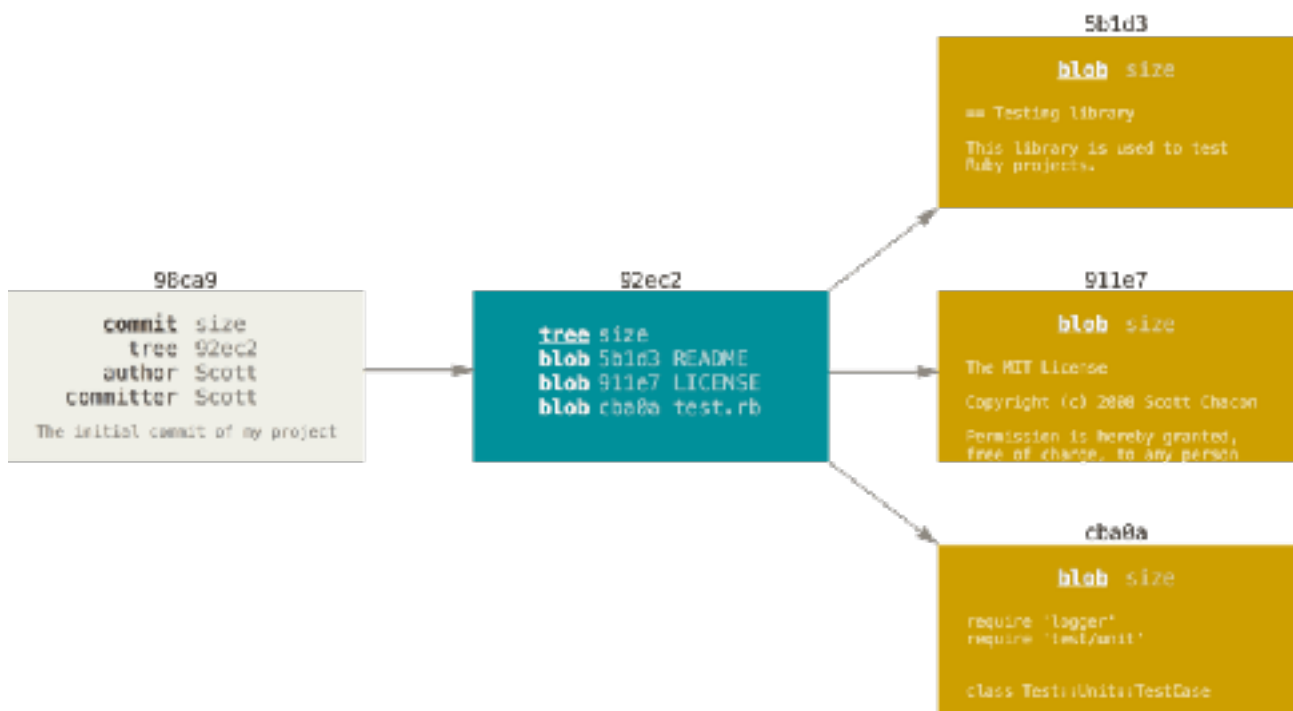 98ca9
commit size
tree 92ec2
author Scott
committer Scott
The initial commit of my project
92ec2
tree size
blob 5b1d3 README
blob 911e7 LICENSE
blob cba0a test.rb
5b1d3
blob size
== Testing library
This library is used to test
Ruby projects.
911e7
blob size
The MIT License
Copyright (c) 2008 Scott Chacon
Permission is hereby granted,
free of charge, to any person
cba0a
blob size
require 'logger'
require 'test/unit'
class Test::Unit::TestCase